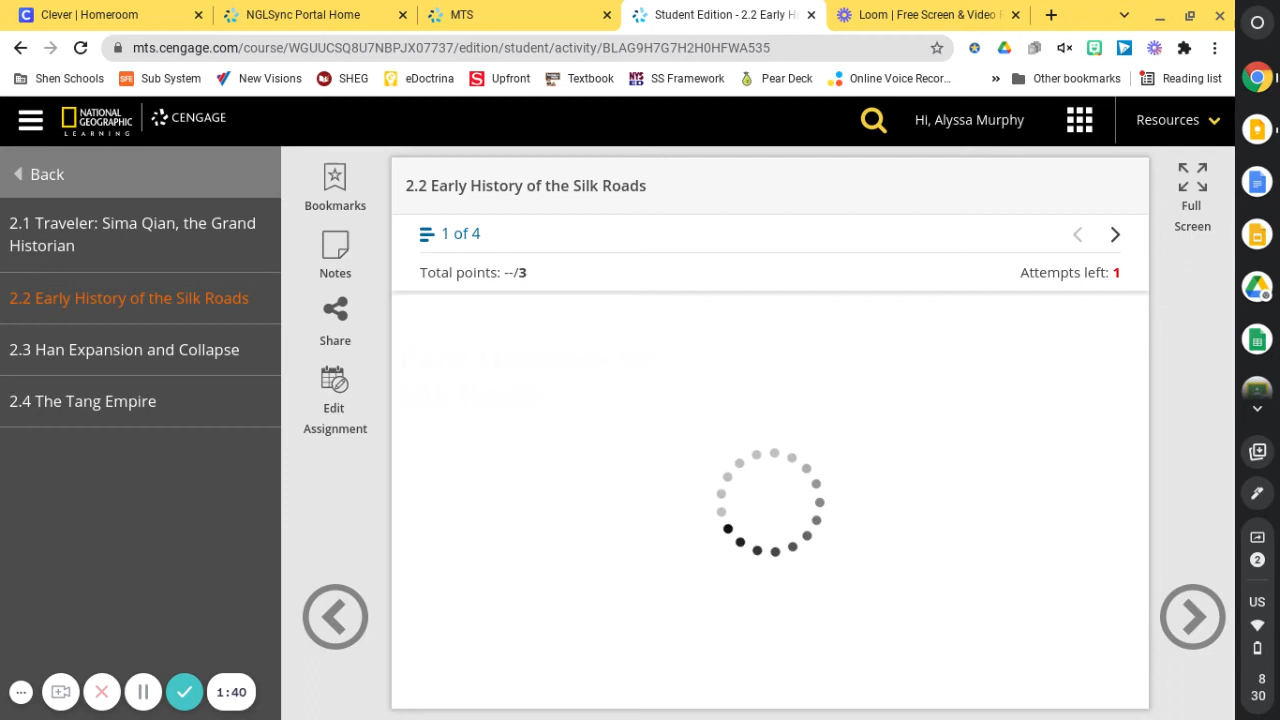 Clever | Homeroom
NGLSync Portal Home
MTS
Student Edition - 2.2 Early H
Loom | Free Screen & Video R
mts.cengage.com/course/WGUUCSQ8U7NBPJX07737/edition/student/activity/BLAG9H7G7H2H0HFWA535
Shen Schools
Sub System
New Visions
SHEG
eDoctrina
Upfront
Textbook
SS Framework
Pear Deck
Online Voice Recor...
»
Other bookmarks
Reading list
NATIONAL
GEOGRAPHIC
LEARNING
CENGAGE
Hi, Alyssa Murphy
Resources
Back
2.1 Traveler: Sima Qian, the Grand
Historian
2.2 Early History of the Silk Roads
2.3 Han Expansion and Collapse
2.4 The Tang Empire
Bookmarks
Notes
Share
Edit
Assignment
2.2 Early History of the Silk Roads
1 of 4
Total points: --/3
Attempts left: 1
Full
Screen
1:40
2
US
8
30